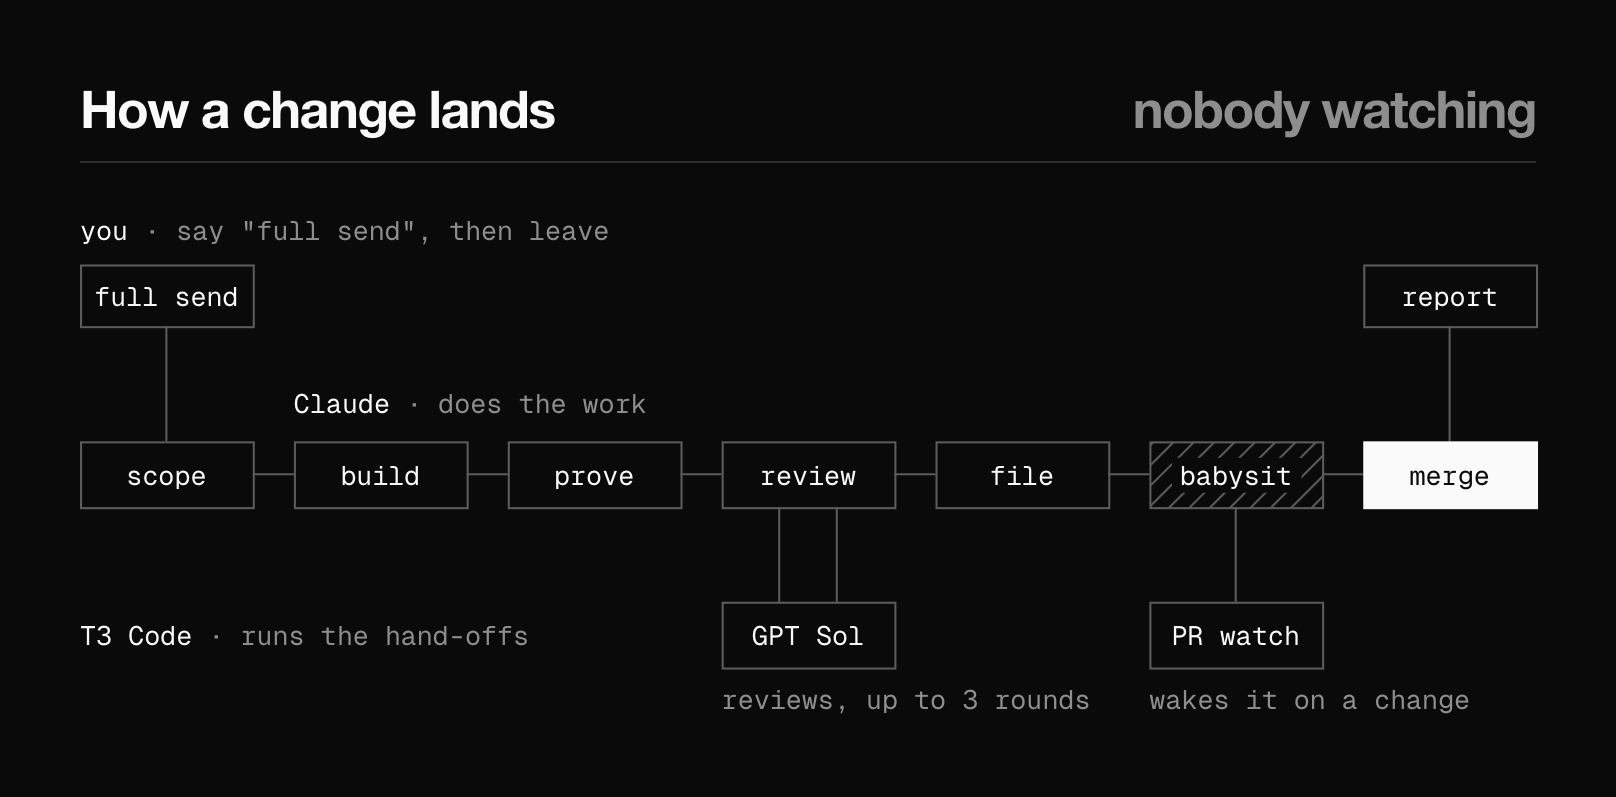 How a change lands
nobody watching
you · say "full send", then leave
full send
report
Claude · does the work
scope
build
prove
review
file
babysit
merge
T3 Code · runs the hand-offs
GPT Sol
PR watch
reviews, up to 3 rounds
wakes it on a change